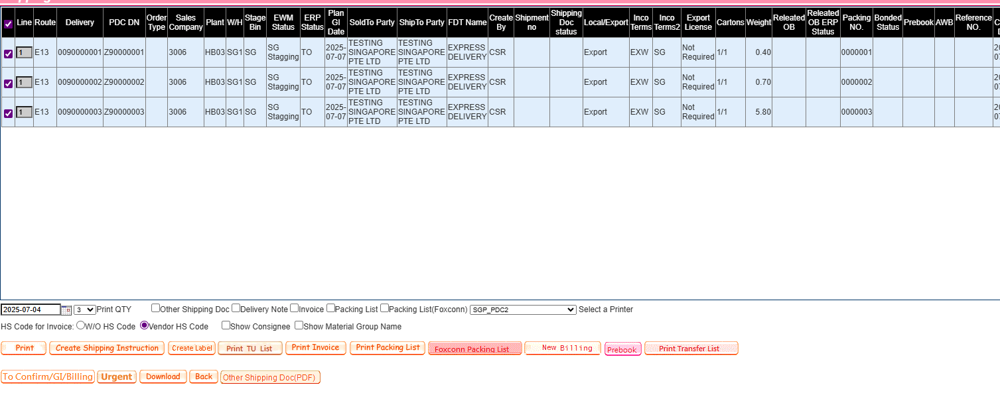 Line Route Delivery PDC DN Order Type Sales Company Plant W/H Stage Bin EWM Status ERP Status Plan GI Date SoldTo Party ShipTo Party FDT Name Create By Shipment no Shipping Doc status Local/Export Inco Terms Inco Terms2 Export License Cartons Weight Releated OB Releated OB ERP Status Packing NO. Bonded Status Prebook AWB Reference NO.
1 E13 0090000001 Z90000001 3006 HB03 SG1 SG SG Stagging TO 2025-07-07 TESTING SINGAPORE PTE LTD TESTING SINGAPORE PTE LTD EXPRESS DELIVERY CSR Export EXW SG Not Required 1/1 0.40 0000001
1 E13 0090000002 Z90000002 3006 HB03 SG1 SG SG Stagging TO 2025-07-07 TESTING SINGAPORE PTE LTD TESTING SINGAPORE PTE LTD EXPRESS DELIVERY CSR Export EXW SG Not Required 1/1 0.70 0000002
1 E13 0090000003 Z90000003 3006 HB03 SG1 SG SG Stagging TO 2025-07-07 TESTING SINGAPORE PTE LTD TESTING SINGAPORE PTE LTD EXPRESS DELIVERY CSR Export EXW SG Not Required 1/1 5.80 0000003
2025-07-04 3 Print QTY Other Shipping Doc Delivery Note Invoice Packing List Packing List(Foxconn) SGP_PDC2 Select a Printer
HS Code for Invoice: W/O HS Code Vendor HS Code Show Consignee Show Material Group Name
Print Create Shipping Instruction Create Label Print TU List Print Invoice Print Packing List Foxconn Packing List New Billing Prebook Print Transfer List
To Confirm/GI/Billing Urgent Download Back Other Shipping Doc(PDF)